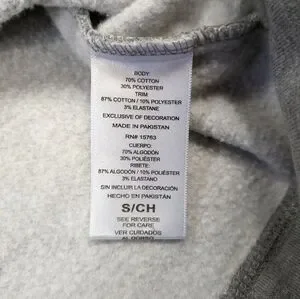 BODY:
70% COTTON
30% POLYESTER
TRIM:
87% COTTON / 10% POLYESTER
3% ELASTANE
EXCLUSIVE OF DECORATION
MADE IN PAKISTAN
RN# 15763
CUERPO:
70% ALGODÓN
30% POLIÉSTER
RIBETE:
87% ALGODÓN / 10% POLIÉSTER
3% ELASTANO
SIN INCLUIR LA DECORACIÓN
HECHO EN PAKISTÁN
S/CH
SEE REVERSE
FOR CARE
VER CUIDADOS
AL DORSO